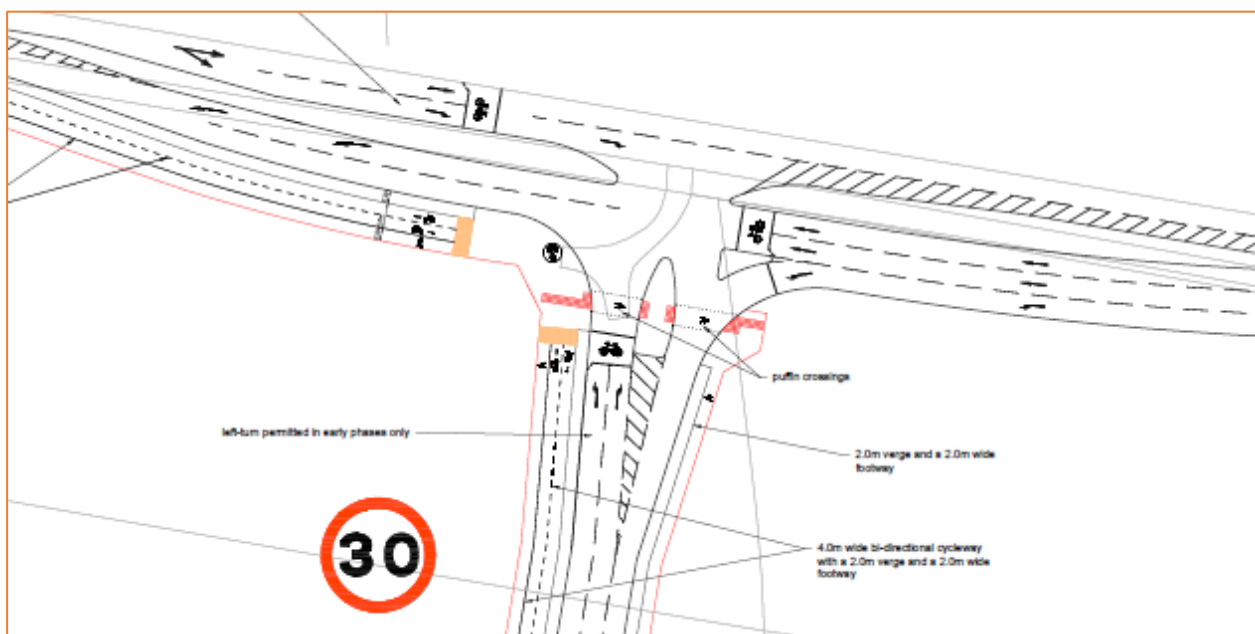 puffin crossings
left-turn permitted in early phases only
2.0m verge and a 2.0m wide
footway
4.0m wide bi-directional cycleway
with a 2.0m verge and a 2.0m wide
footway
30